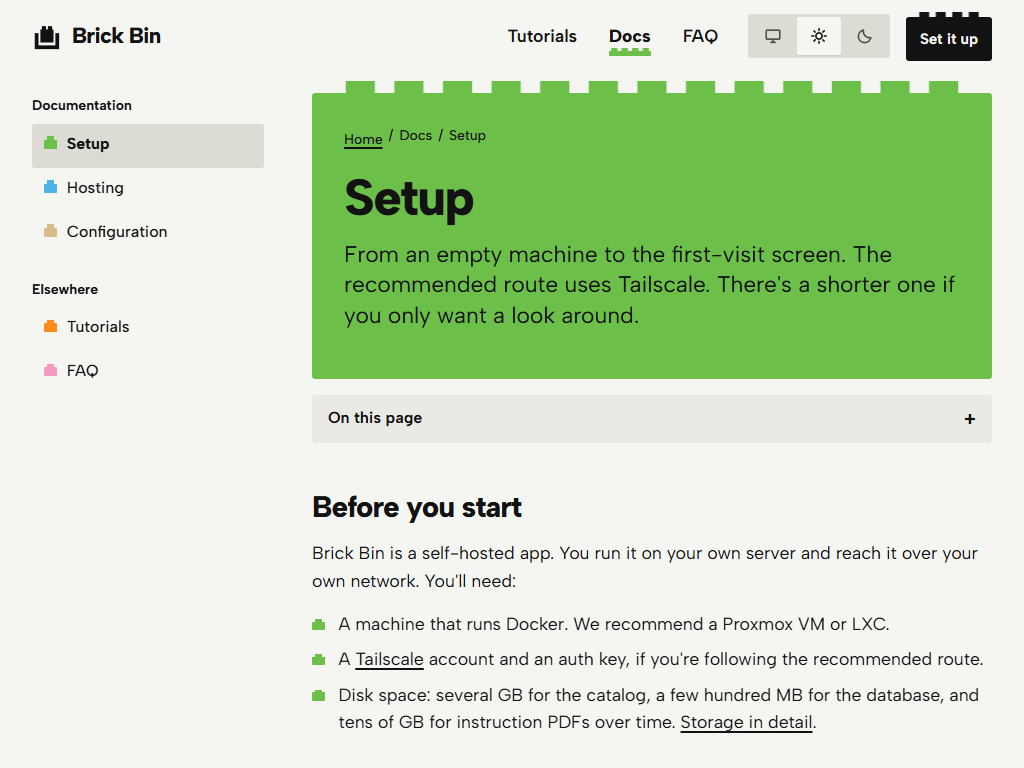 Brick Bin
Tutorials
Docs
FAQ
Set it up
Documentation
Setup
Hosting
Configuration
Elsewhere
Tutorials
FAQ
Home / Docs / Setup
Setup
From an empty machine to the first-visit screen. The
recommended route uses Tailscale. There's a shorter one if
you only want a look around.
On this page
+
Before you start
Brick Bin is a self-hosted app. You run it on your own server and reach it over your
own network. You'll need:
A machine that runs Docker. We recommend a Proxmox VM or LXC.
A Tailscale account and an auth key, if you're following the recommended route.
Disk space: several GB for the catalog, a few hundred MB for the database, and
tens of GB for instruction PDFs over time. Storage in detail.